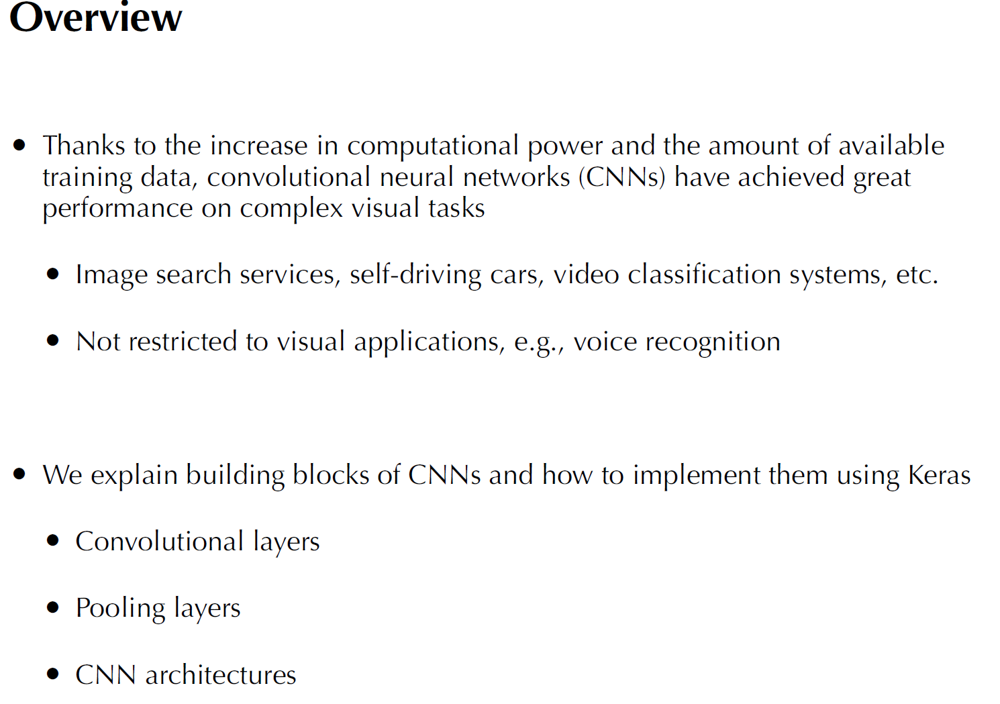 Overview
• Thanks to the increase in computational power and the amount of available
training data, convolutional neural networks (CNNs) have achieved great
performance on complex visual tasks
• Image search services, self-driving cars, video classification systems, etc.
• Not restricted to visual applications, e.g., voice recognition
• We explain building blocks of CNNs and how to implement them using Keras
• Convolutional layers
• Pooling layers
• CNN architectures